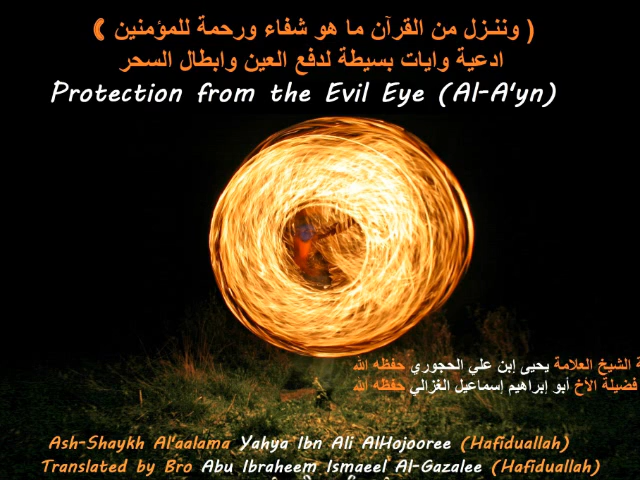 ( وننـزل من القرآن ما هو شفاء ورحمة للمؤمنين ﴾
ادعية وايات بسيطة لدفع العين وابطال السحر
Protection from the Evil Eye (Al-A'yn)
الشيخ العلامة يحيى إبن علي الحجوري حفظه الله
فضيلة الأخ أبو إبراهيم إسماعيل الغزالي حفظه الله
Ash-Shaykh Al'aalama Yahya Ibn Ali AlHojooree (Hafiduallah)
Translated by Bro Abu Ibraheem Ismaeel Al-Gazalee (Hafiduallah)